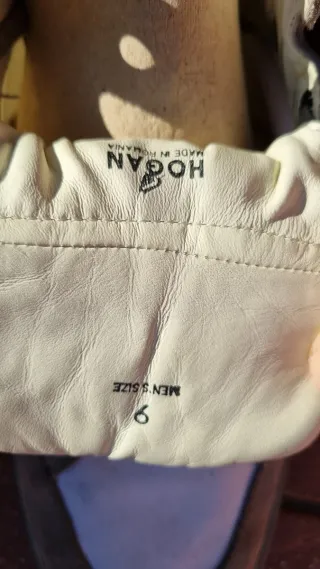 9
MEN'S SIZE
HOGAN
MADE IN ROMANIA